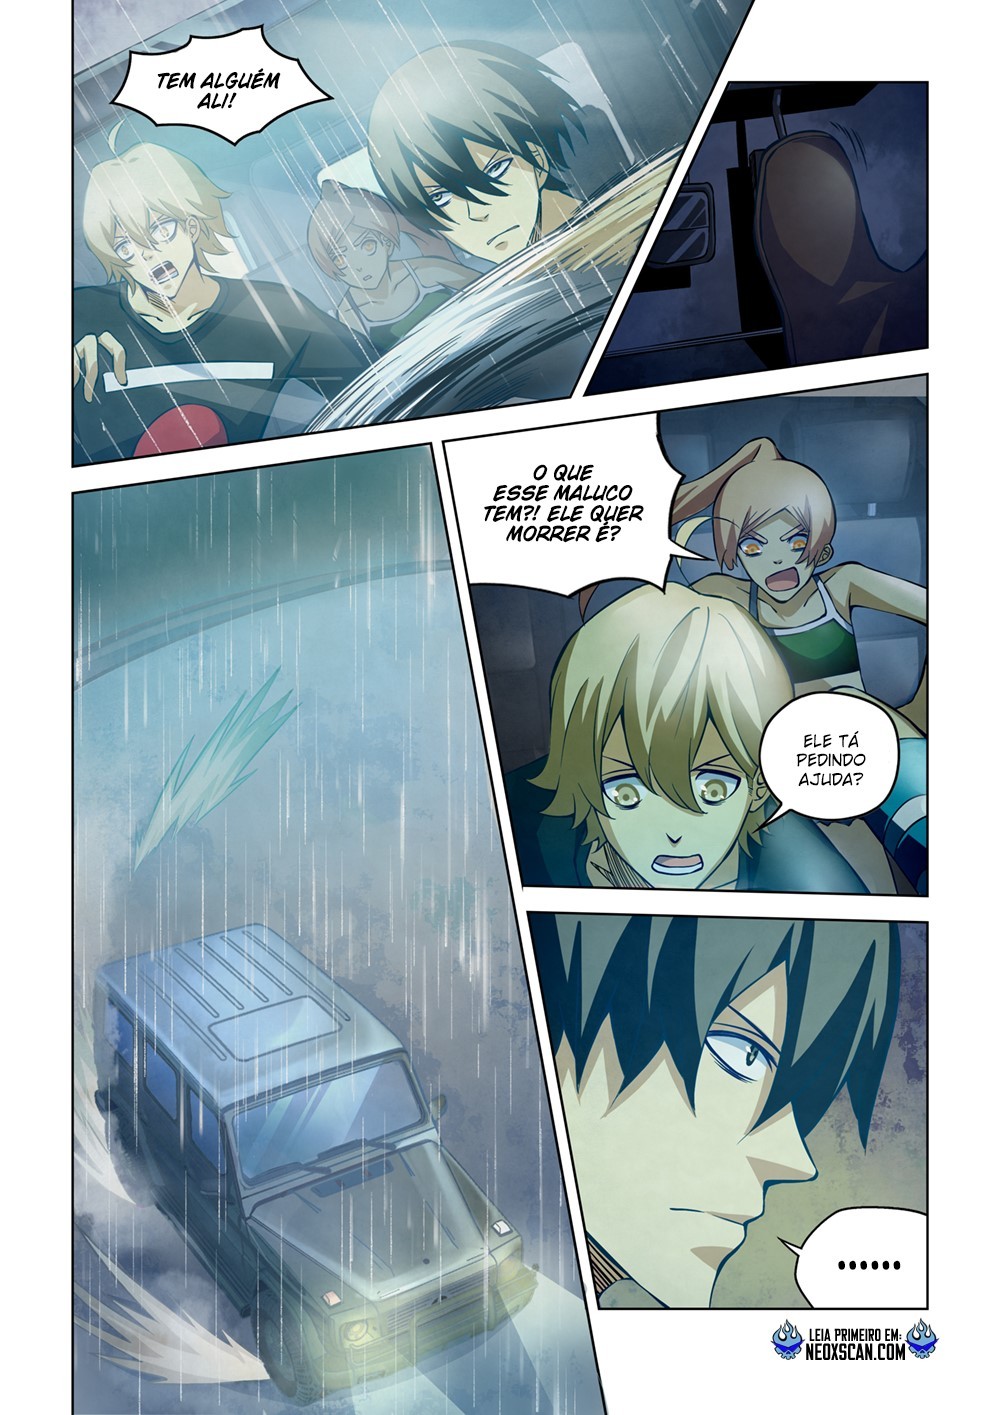 TEM ALGUÉM
ALI!
O QUE
ESSE MALUCO
TEM?! ELE QUER
MORRER É?
ELE TÁ
PEDINDO
AJUDA?
......
LEIA PRIMEIRO EM:
NEOXSCAN.COM